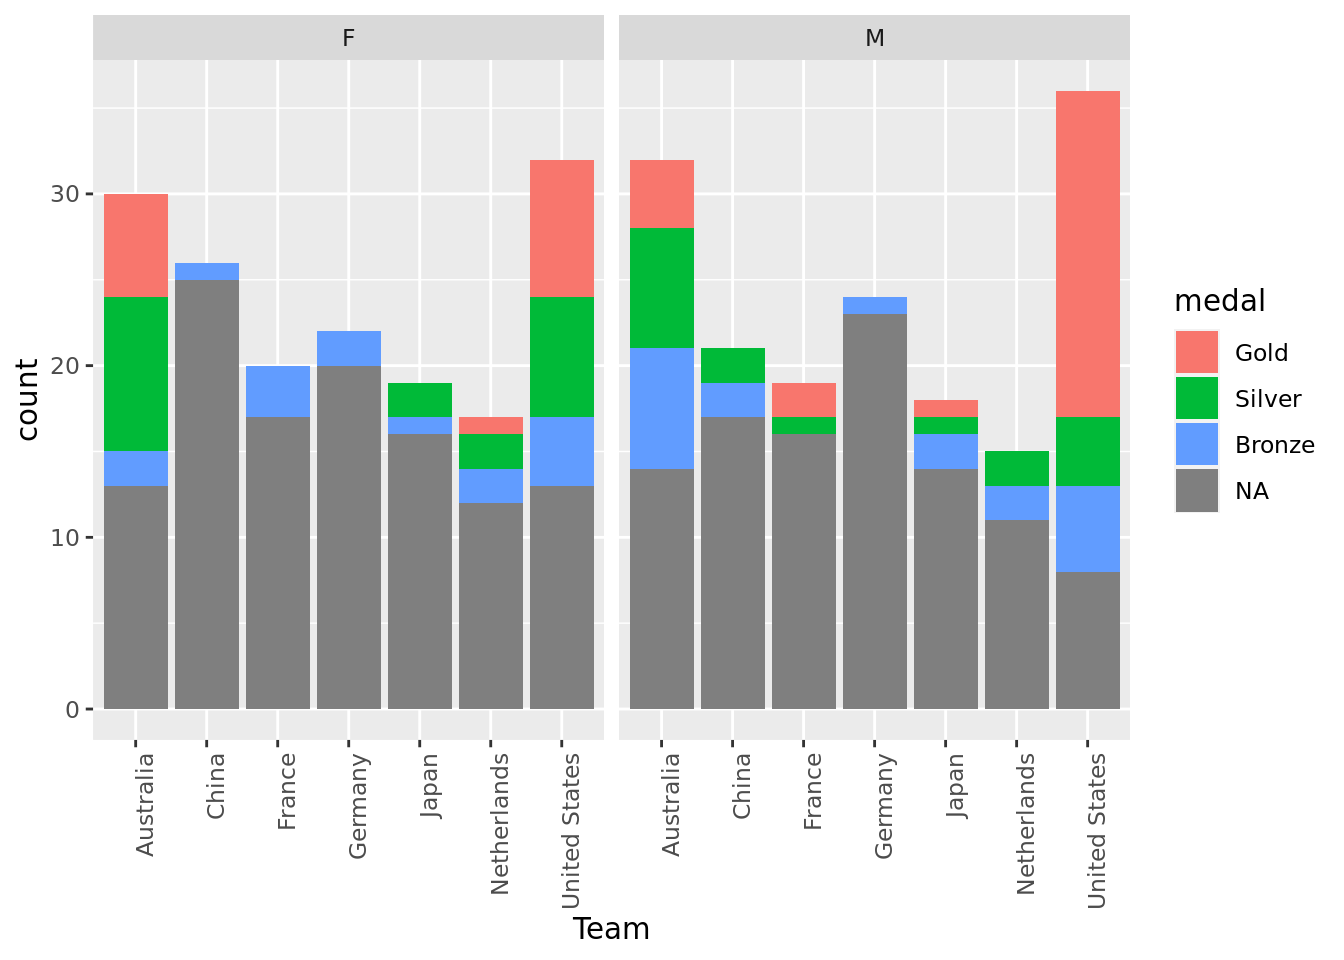 F
M
30
20
10
0
count
Australia
China
France
Germany
Japan
Netherlands
United States
Australia
China
France
Germany
Japan
Netherlands
United States
Team
medal
Gold
Silver
Bronze
NA